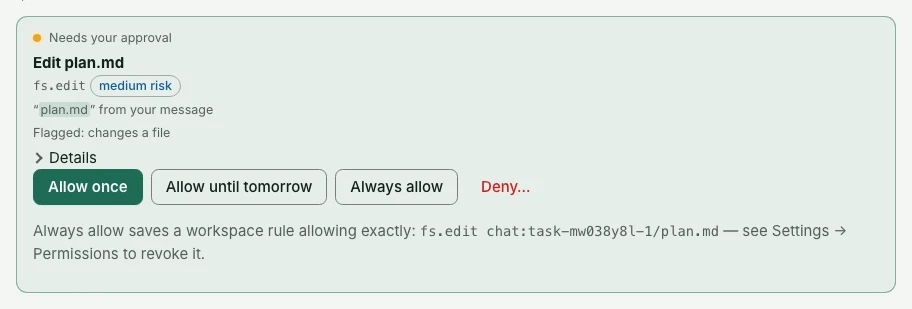 Needs your approval
Edit plan.md
fs.edit medium risk
“plan.md” from your message
Flagged: changes a file
Details
Allow once Allow until tomorrow Always allow Deny...
Always allow saves a workspace rule allowing exactly: fs.edit chat:task-mw038y8l-1/plan.md — see Settings →
Permissions to revoke it.